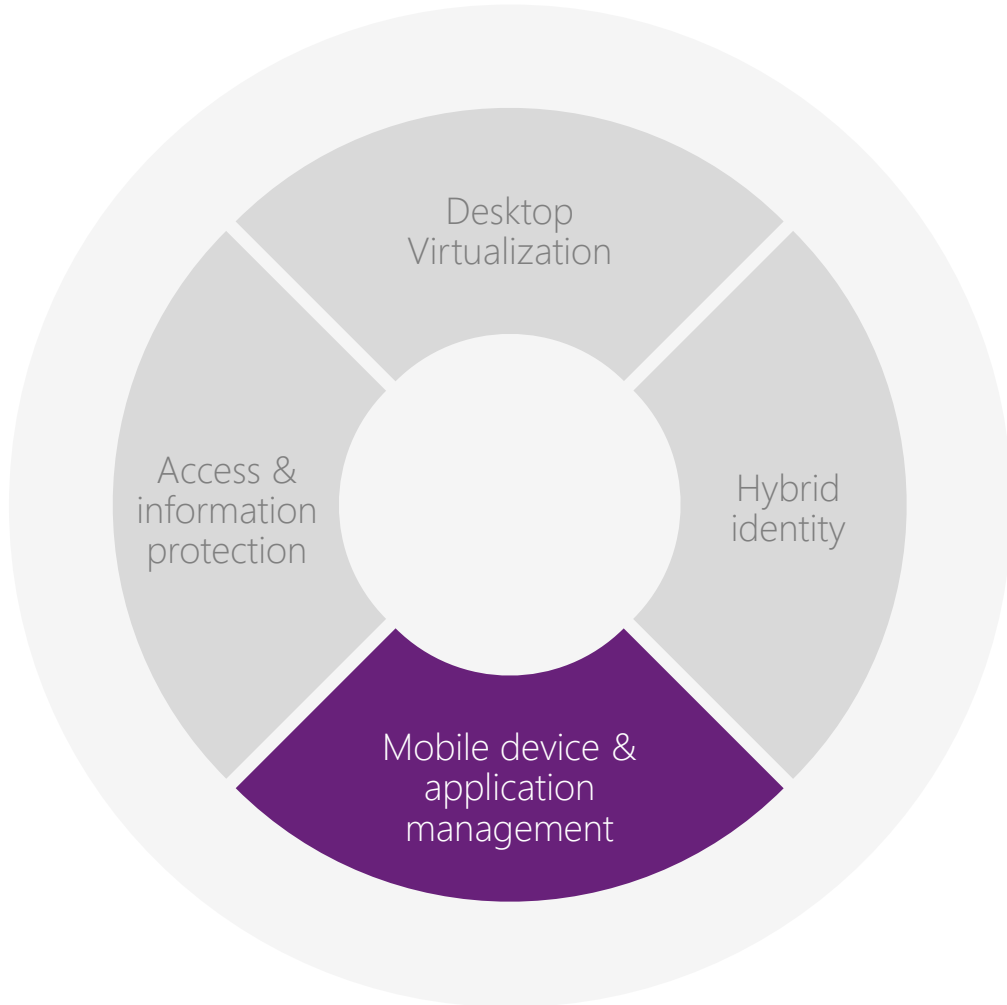 Desktop
Virtualization
Access &
information
protection
Hybrid
identity
Mobile device &
application
management